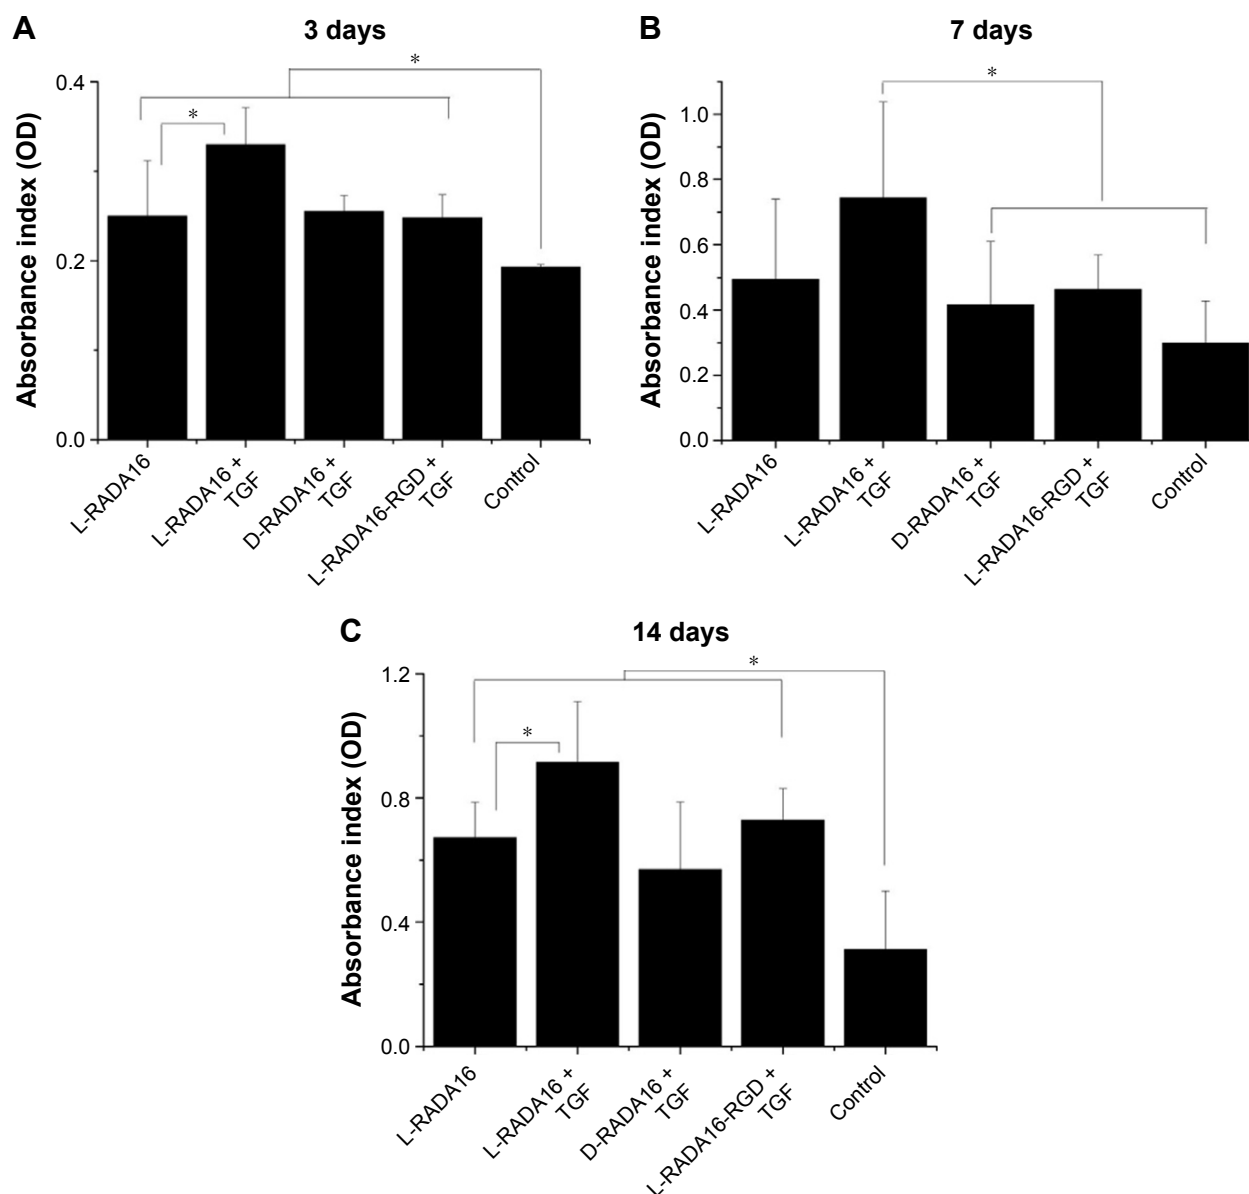 A
3 days
*
*
Absorbance index (OD)
0.4
0.2
0.0
L-RADA16
L-RADA16 +
TGF
D-RADA16 +
TGF
L-RADA16-RGD +
TGF
Control
B
7 days
*
Absorbance index (OD)
1.0
0.8
0.6
0.4
0.2
0.0
L-RADA16
L-RADA16 +
TGF
D-RADA16 +
TGF
L-RADA16-RGD +
TGF
Control
C
14 days
*
*
Absorbance index (OD)
1.2
0.8
0.4
0.0
L-RADA16
L-RADA16 +
TGF
D-RADA16 +
TGF
L-RADA16-RGD +
TGF
Control